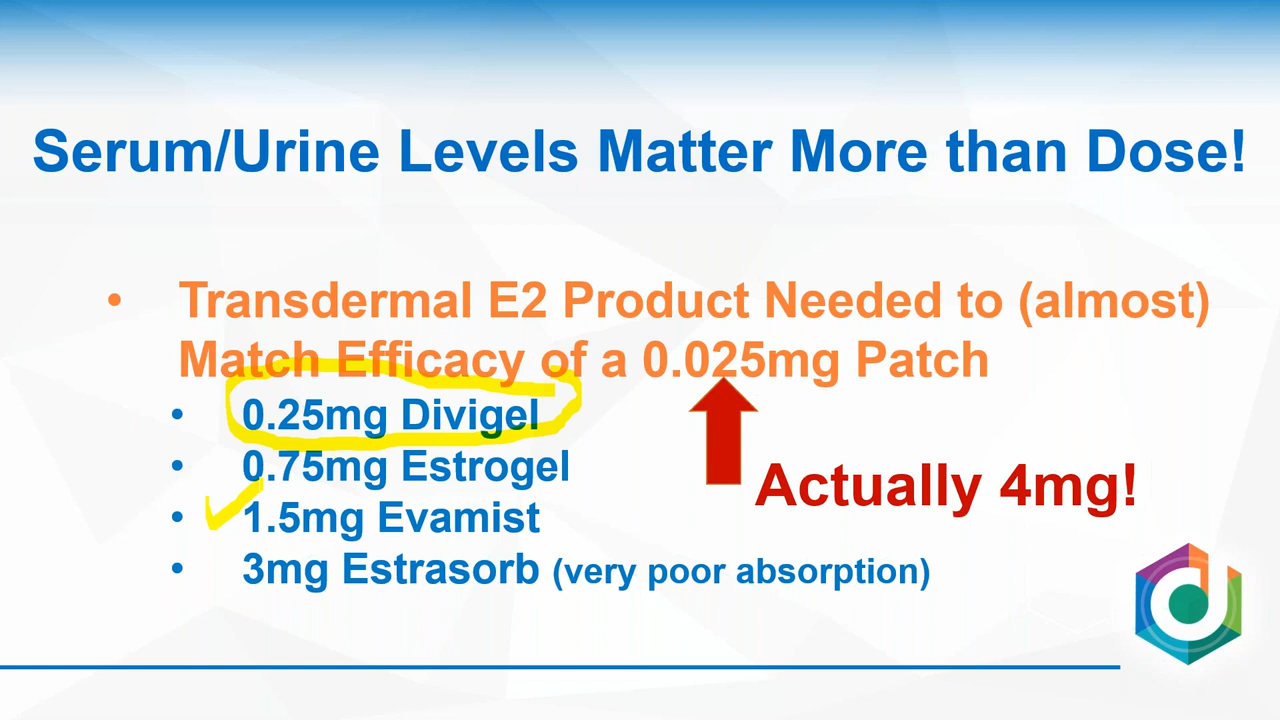 Serum/Urine Levels Matter More than Dose!
• Transdermal E2 Product Needed to (almost)
Match Efficacy of a 0.025mg Patch
• 0.25mg Divigel
• 0.75mg Estrogel
• 1.5mg Evamist
• 3mg Estrasorb (very poor absorption)
Actually 4mg!